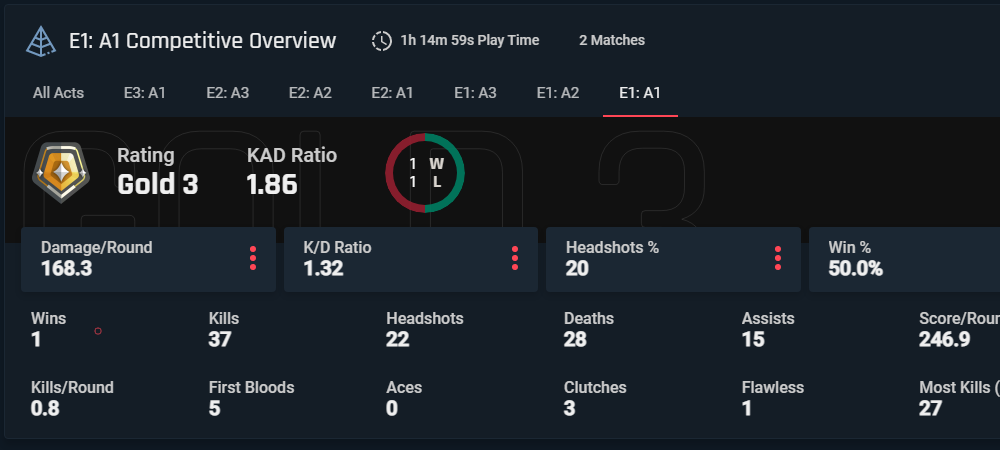 E1: A1 Competitive Overview 1h 14m 59s Play Time 2 Matches
All Acts E3: A1 E2: A3 E2: A2 E2: A1 E1: A3 E1: A2 E1: A1
Rating KAD Ratio
Gold 3 1.86
1 W
1 L
Damage/Round K/D Ratio Headshots % Win %
168.3 1.32 20 50.0%
Wins Kills Headshots Deaths Assists Score/Roun
1 37 22 28 15 246.9
Kills/Round First Bloods Aces Clutches Flawless Most Kills (
0.8 5 0 3 1 27